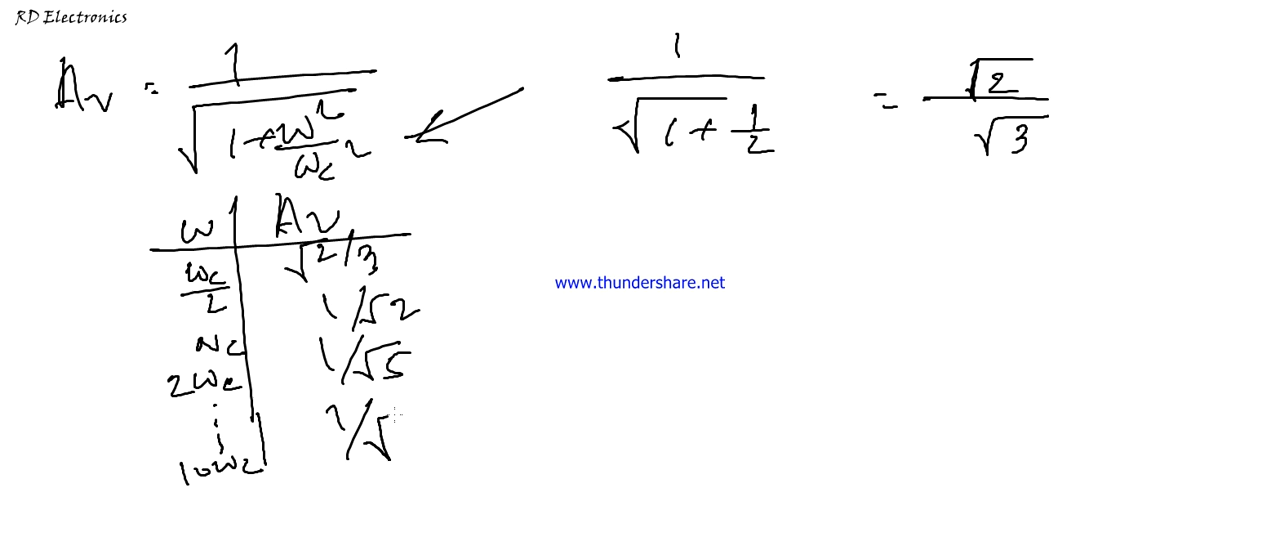 RD Electronics
Av = 1 / √(1 + ω²/ωc²)    1 / √(1 + 1/2)    = √2 / √3
ω | Av
ωc/2 | √2/3
ωc | 1/√2
2ωc | 1/√5
⋮
10ωc | 1/√
www.thundershare.net